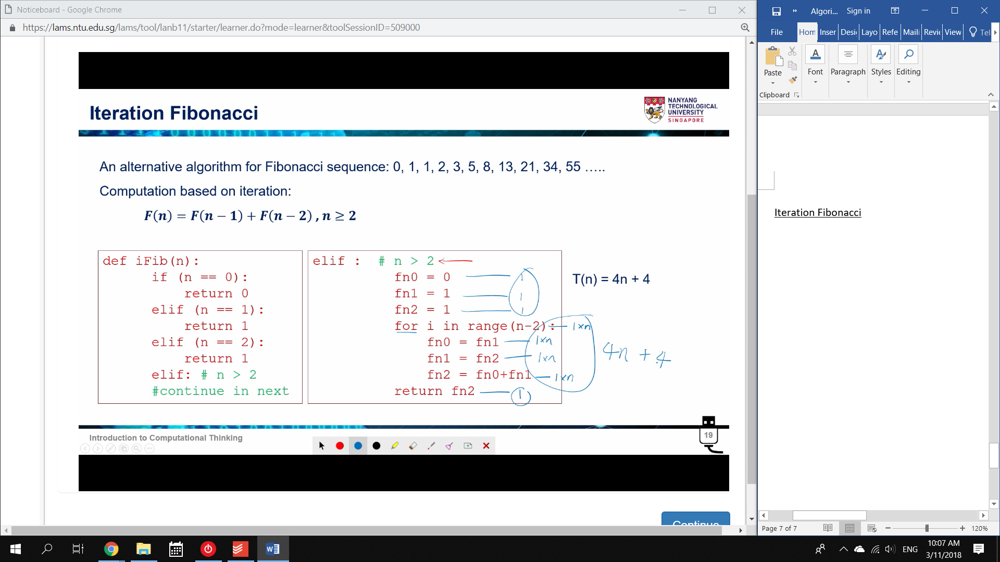 Noticeboard - Google Chrome
https://lams.ntu.edu.sg/lams/tool/lanb11/starter/learner.do?mode=learner&toolSessionID=509000
Iteration Fibonacci
NANYANG
TECHNOLOGICAL
UNIVERSITY
SINGAPORE
An alternative algorithm for Fibonacci sequence: 0, 1, 1, 2, 3, 5, 8, 13, 21, 34, 55 …..
Computation based on iteration:
F(n) = F(n − 1) + F(n − 2) , n ≥ 2
def iFib(n):
if (n == 0):
return 0
elif (n == 1):
return 1
elif (n == 2):
return 1
elif: # n > 2
#continue in next
elif : # n > 2
fn0 = 0 1
fn1 = 1 1
fn2 = 1 1
for i in range(n-2): 1×n
fn0 = fn1 1×n
fn1 = fn2 1×n
fn2 = fn0+fn1 1×n
return fn2 1
T(n) = 4n + 4
4n + 4
Introduction to Computational Thinking
19
Continue
Algori... Sign in
File Hom Inser Desi Layo Refe Maili Revie View Tel
Paste Font Paragraph Styles Editing
Clipboard
Iteration Fibonacci
Page 7 of 7 120%
ENG
10:07 AM
3/11/2018